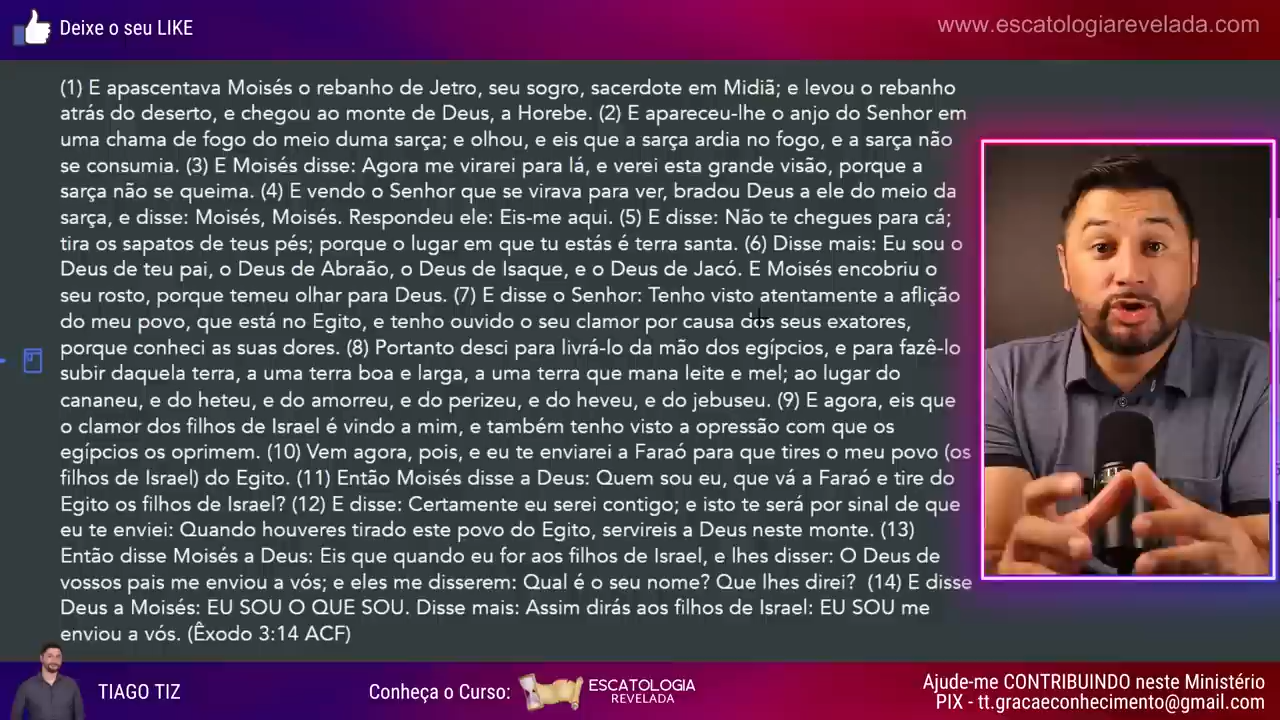 Deixe o seu LIKE
www.escatologiarevelada.com
(1) E apascentava Moisés o rebanho de Jetro, seu sogro, sacerdote em Midiã; e levou o rebanho
atrás do deserto, e chegou ao monte de Deus, a Horebe. (2) E apareceu-lhe o anjo do Senhor em
uma chama de fogo do meio duma sarça; e olhou, e eis que a sarça ardia no fogo, e a sarça não
se consumia. (3) E Moisés disse: Agora me virarei para lá, e verei esta grande visão, porque a
sarça não se queima. (4) E vendo o Senhor que se virava para ver, bradou Deus a ele do meio da
sarça, e disse: Moisés, Moisés. Respondeu ele: Eis-me aqui. (5) E disse: Não te chegues para cá;
tira os sapatos de teus pés; porque o lugar em que tu estás é terra santa. (6) Disse mais: Eu sou o
Deus de teu pai, o Deus de Abraão, o Deus de Isaque, e o Deus de Jacó. E Moisés encobriu o
seu rosto, porque temeu olhar para Deus. (7) E disse o Senhor: Tenho visto atentamente a aflição
do meu povo, que está no Egito, e tenho ouvido o seu clamor por causa dos seus exatores,
porque conheci as suas dores. (8) Portanto desci para livrá-lo da mão dos egípcios, e para fazê-lo
subir daquela terra, a uma terra boa e larga, a uma terra que mana leite e mel; ao lugar do
cananeu, e do heteu, e do amorreu, e do perizeu, e do heveu, e do jebuseu. (9) E agora, eis que
o clamor dos filhos de Israel é vindo a mim, e também tenho visto a opressão com que os
egípcios os oprimem. (10) Vem agora, pois, e eu te enviarei a Faraó para que tires o meu povo (os
filhos de Israel) do Egito. (11) Então Moisés disse a Deus: Quem sou eu, que vá a Faraó e tire do
Egito os filhos de Israel? (12) E disse: Certamente eu serei contigo; e isto te será por sinal de que
eu te enviei: Quando houveres tirado este povo do Egito, servireis a Deus neste monte. (13)
Então disse Moisés a Deus: Eis que quando eu for aos filhos de Israel, e lhes disser: O Deus de
vossos pais me enviou a vós; e eles me disserem: Qual é o seu nome? Que lhes direi? (14) E disse
Deus a Moisés: EU SOU O QUE SOU. Disse mais: Assim dirás aos filhos de Israel: EU SOU me
enviou a vós. (Êxodo 3:14 ACF)
TIAGO TIZ
Conheça o Curso:
ESCATOLOGIA
REVELADA
Ajude-me CONTRIBUINDO neste Ministério
PIX - tt.gracaeconhecimento@gmail.com